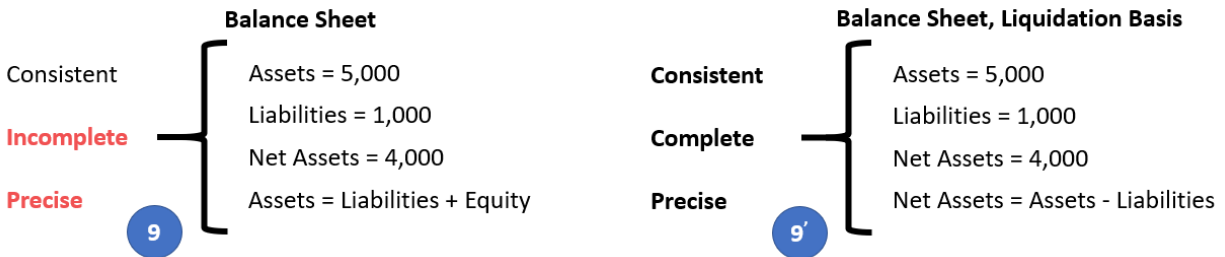 Balance Sheet
Consistent
Incomplete
Precise
Assets = 5,000
Liabilities = 1,000
Net Assets = 4,000
Assets = Liabilities + Equity
9
Balance Sheet, Liquidation Basis
Consistent
Complete
Precise
Assets = 5,000
Liabilities = 1,000
Net Assets = 4,000
Net Assets = Assets - Liabilities
9′